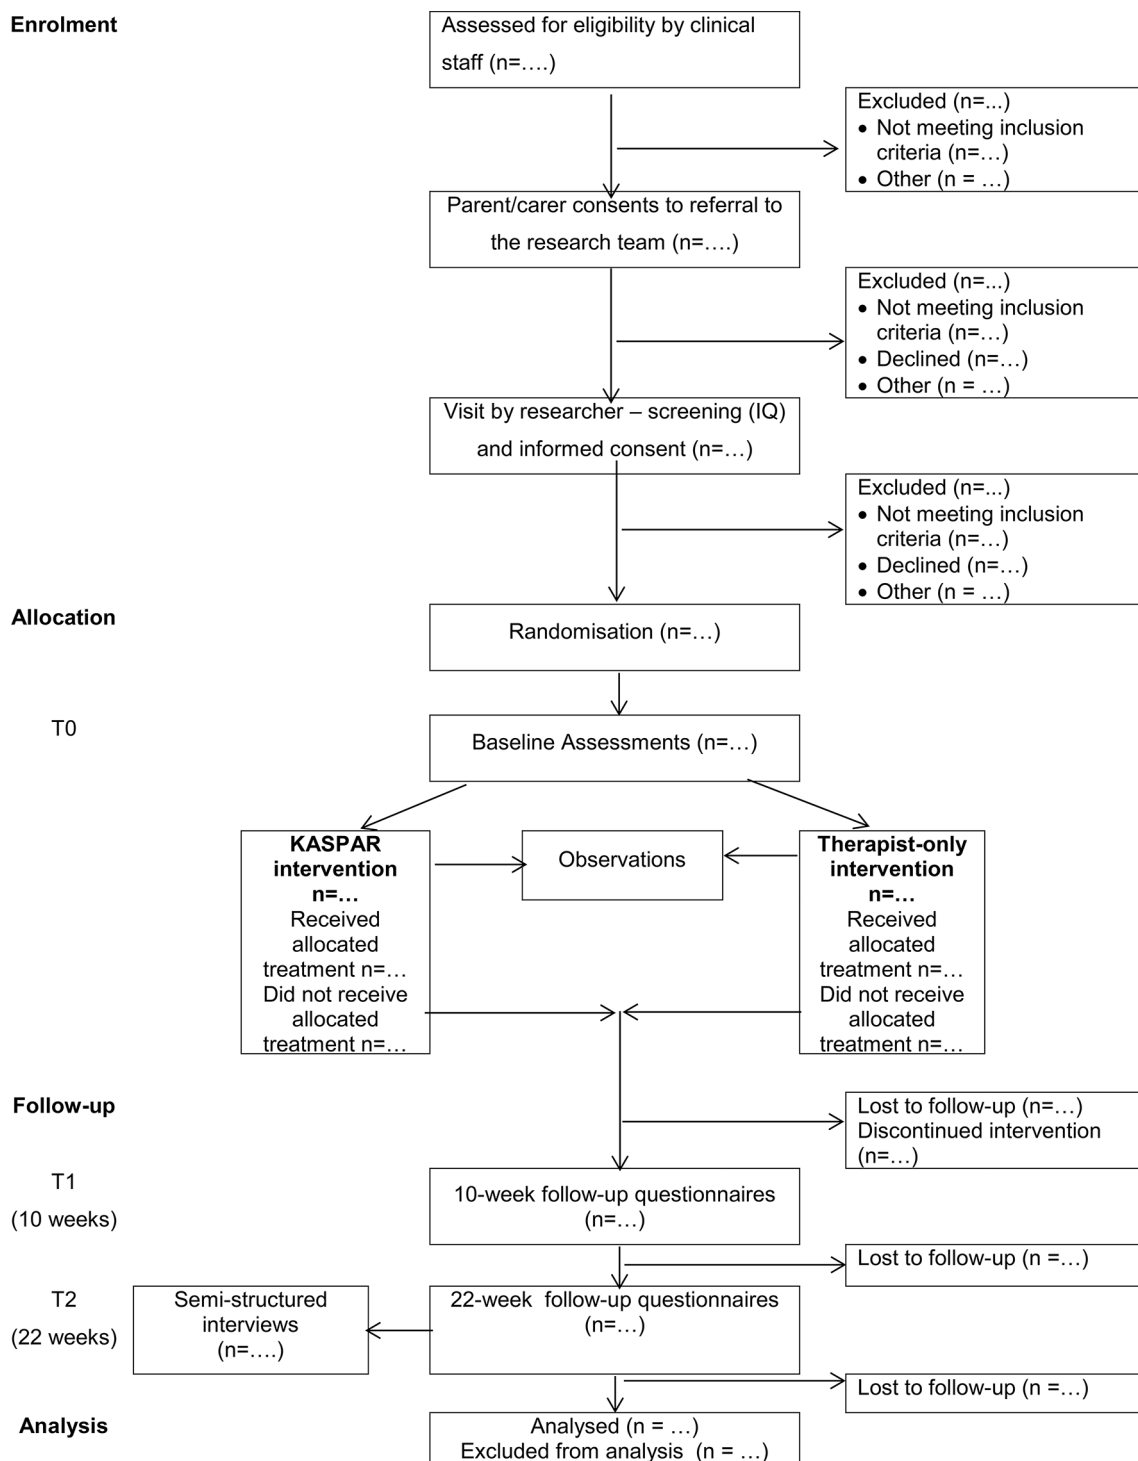 Enrolment
Assessed for eligibility by clinical
staff (n=….)
Excluded (n=...)
• Not meeting inclusion
criteria (n=…)
• Other (n = …)
Parent/carer consents to referral to
the research team (n=….)
Excluded (n=...)
• Not meeting inclusion
criteria (n=…)
• Declined (n=…)
• Other (n = …)
Visit by researcher – screening (IQ)
and informed consent (n=…)
Excluded (n=...)
• Not meeting inclusion
criteria (n=…)
• Declined (n=…)
• Other (n = …)
Allocation
Randomisation (n=…)
T0
Baseline Assessments (n=…)
KASPAR
intervention
n=…
Received
allocated
treatment n=…
Did not receive
allocated
treatment n=…
Observations
Therapist-only
intervention
n=…
Received
allocated
treatment n=…
Did not receive
allocated
treatment n=…
Follow-up
Lost to follow-up (n=…)
Discontinued intervention
(n=…)
T1
(10 weeks)
10-week follow-up questionnaires
(n=…)
Lost to follow-up (n =…)
T2
(22 weeks)
Semi-structured
interviews
(n=….)
22-week  follow-up questionnaires
(n=…)
Lost to follow-up (n =…)
Analysis
Analysed (n = …)
Excluded from analysis  (n = …)